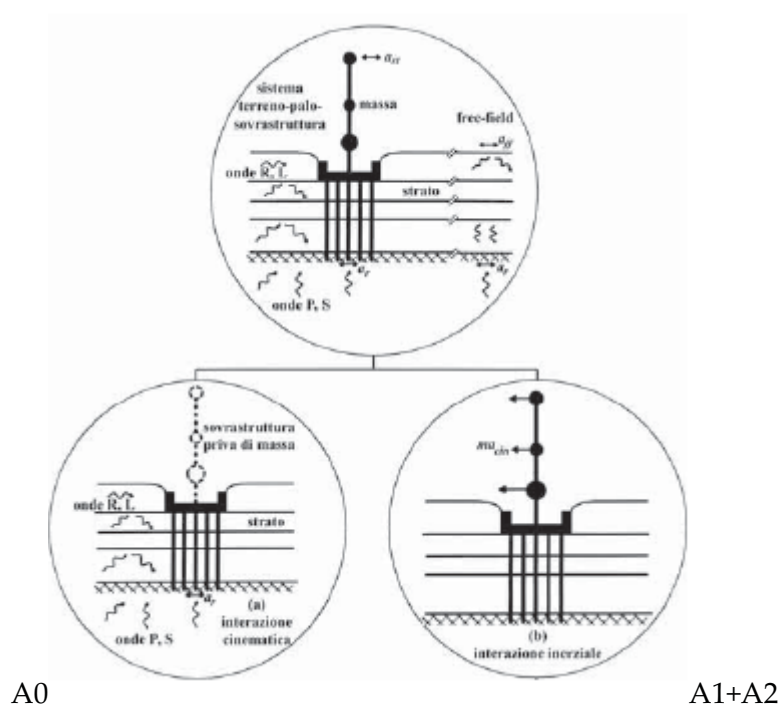 a_st
sistema
terreno-palo-
sovrastruttura
massa
free-field
a_ff
onde R, L
strato
a_r
a_r
onde P, S
sovrastruttura
priva di massa
onde R, L
strato
a_r
(a)
interazione
cinematica
onde P, S
ma_cin
(b)
interazione inerziale
A0
A1+A2